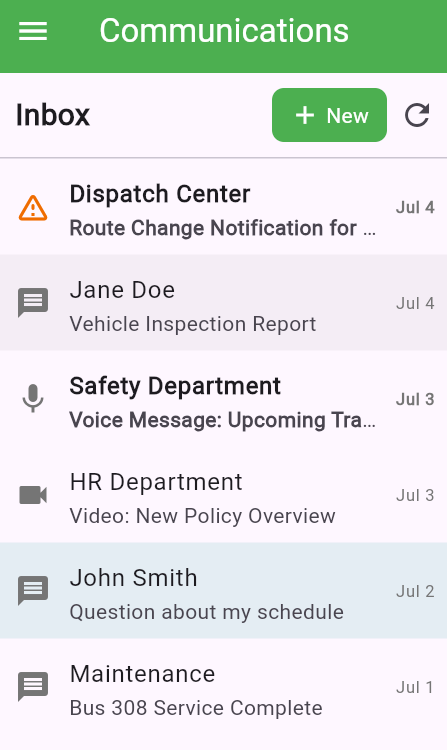 Communications
Inbox
+ New
Dispatch Center
Jul 4
Route Change Notification for ...
Jane Doe
Jul 4
Vehicle Inspection Report
Safety Department
Jul 3
Voice Message: Upcoming Tra...
HR Department
Jul 3
Video: New Policy Overview
John Smith
Jul 2
Question about my schedule
Maintenance
Jul 1
Bus 308 Service Complete